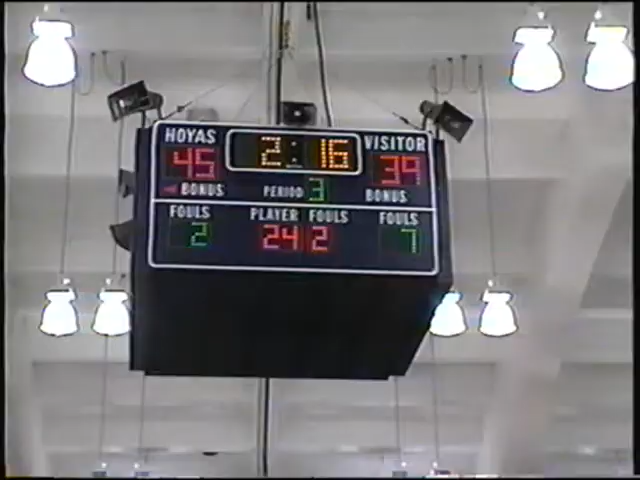 HOYAS 2:16 VISITOR
45 39
BONUS PERIOD 3 BONUS
FOULS PLAYER FOULS FOULS
2 24 2 7